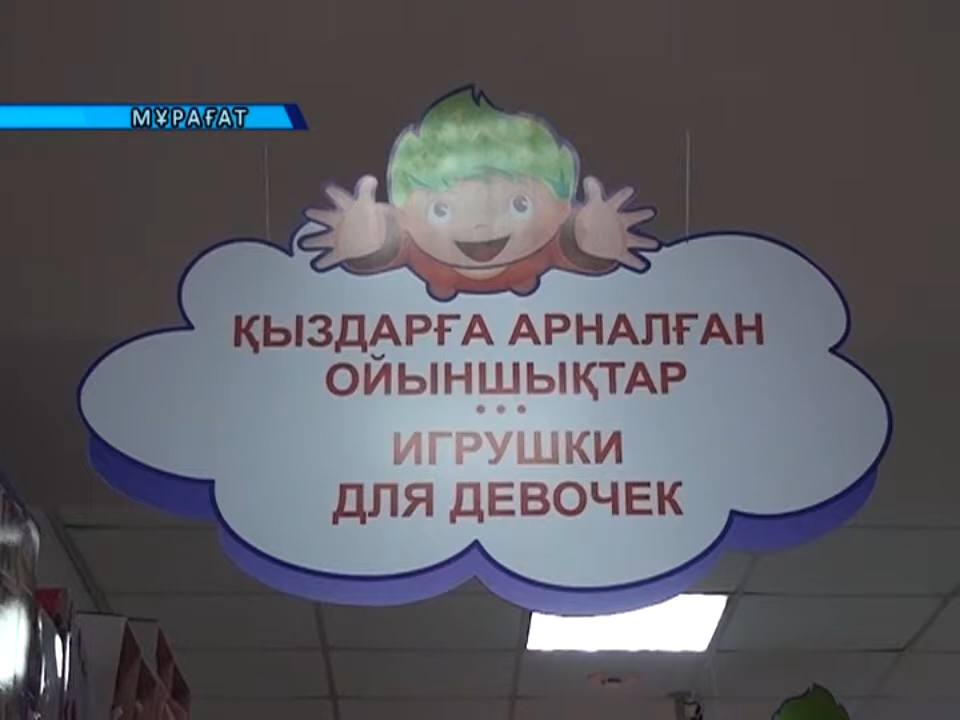 МҰРАҒАТ
ҚЫЗДАРҒА АРНАЛҒАН
ОЙЫНШЫҚТАР
...
ИГРУШКИ
ДЛЯ ДЕВОЧЕК